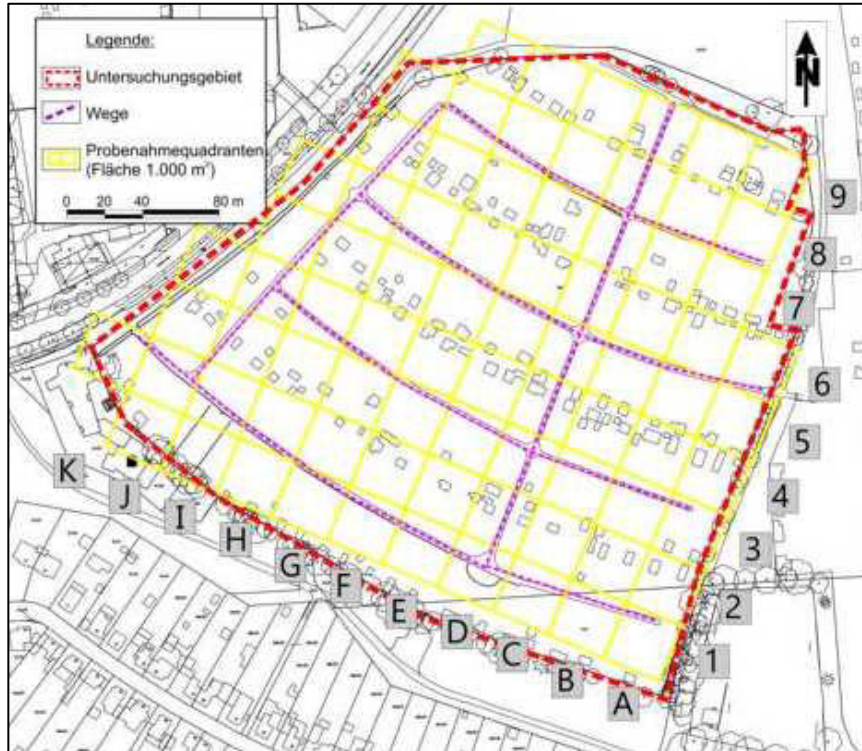 Legende:
Untersuchungsgebiet
Wege
Probenahmequadranten
(Fläche 1.000 m²)
0 20 40 80 m
N
9
8
7
6
5
4
3
2
1
K
J
I
H
G
F
E
D
C
B
A